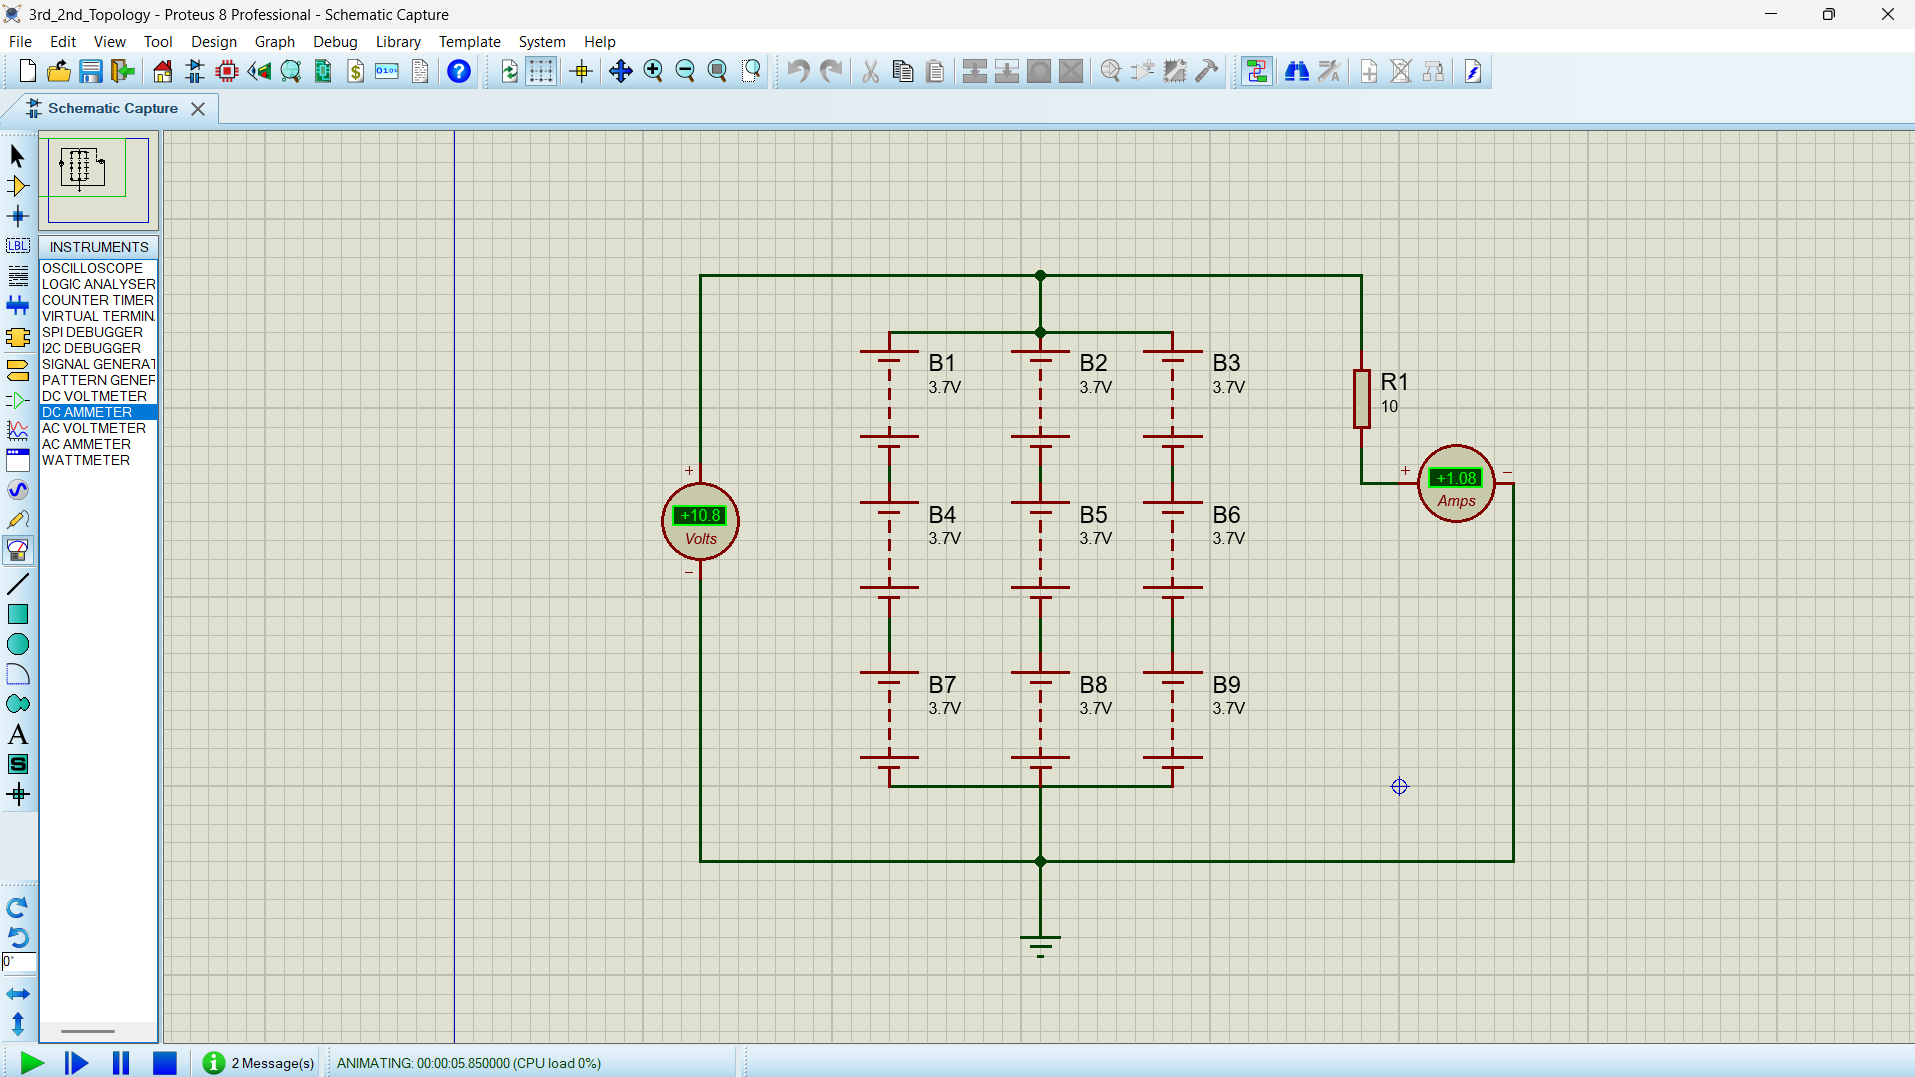 3rd_2nd_Topology - Proteus 8 Professional - Schematic Capture
File Edit View Tool Design Graph Debug Library Template System Help
Schematic Capture
INSTRUMENTS
OSCILLOSCOPE
LOGIC ANALYSER
COUNTER TIMER
VIRTUAL TERMIN
SPI DEBUGGER
I2C DEBUGGER
SIGNAL GENERAT
PATTERN GENER
DC VOLTMETER
DC AMMETER
AC VOLTMETER
AC AMMETER
WATTMETER
LBL
A
S
0°
B1
3.7V
B2
3.7V
B3
3.7V
R1
10
B4
3.7V
B5
3.7V
B6
3.7V
B7
3.7V
B8
3.7V
B9
3.7V
+
+10.8
Volts
−
+
+1.08
Amps
−
2 Message(s)
ANIMATING: 00:00:05.850000 (CPU load 0%)